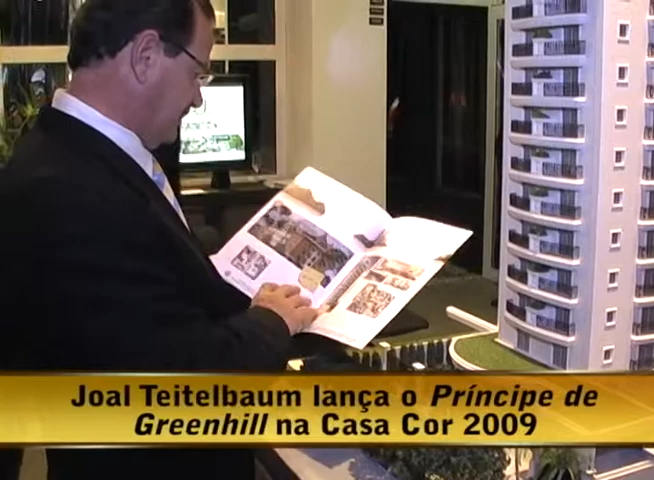 Joal Teitelbaum lança o Príncipe de
Greenhill na Casa Cor 2009